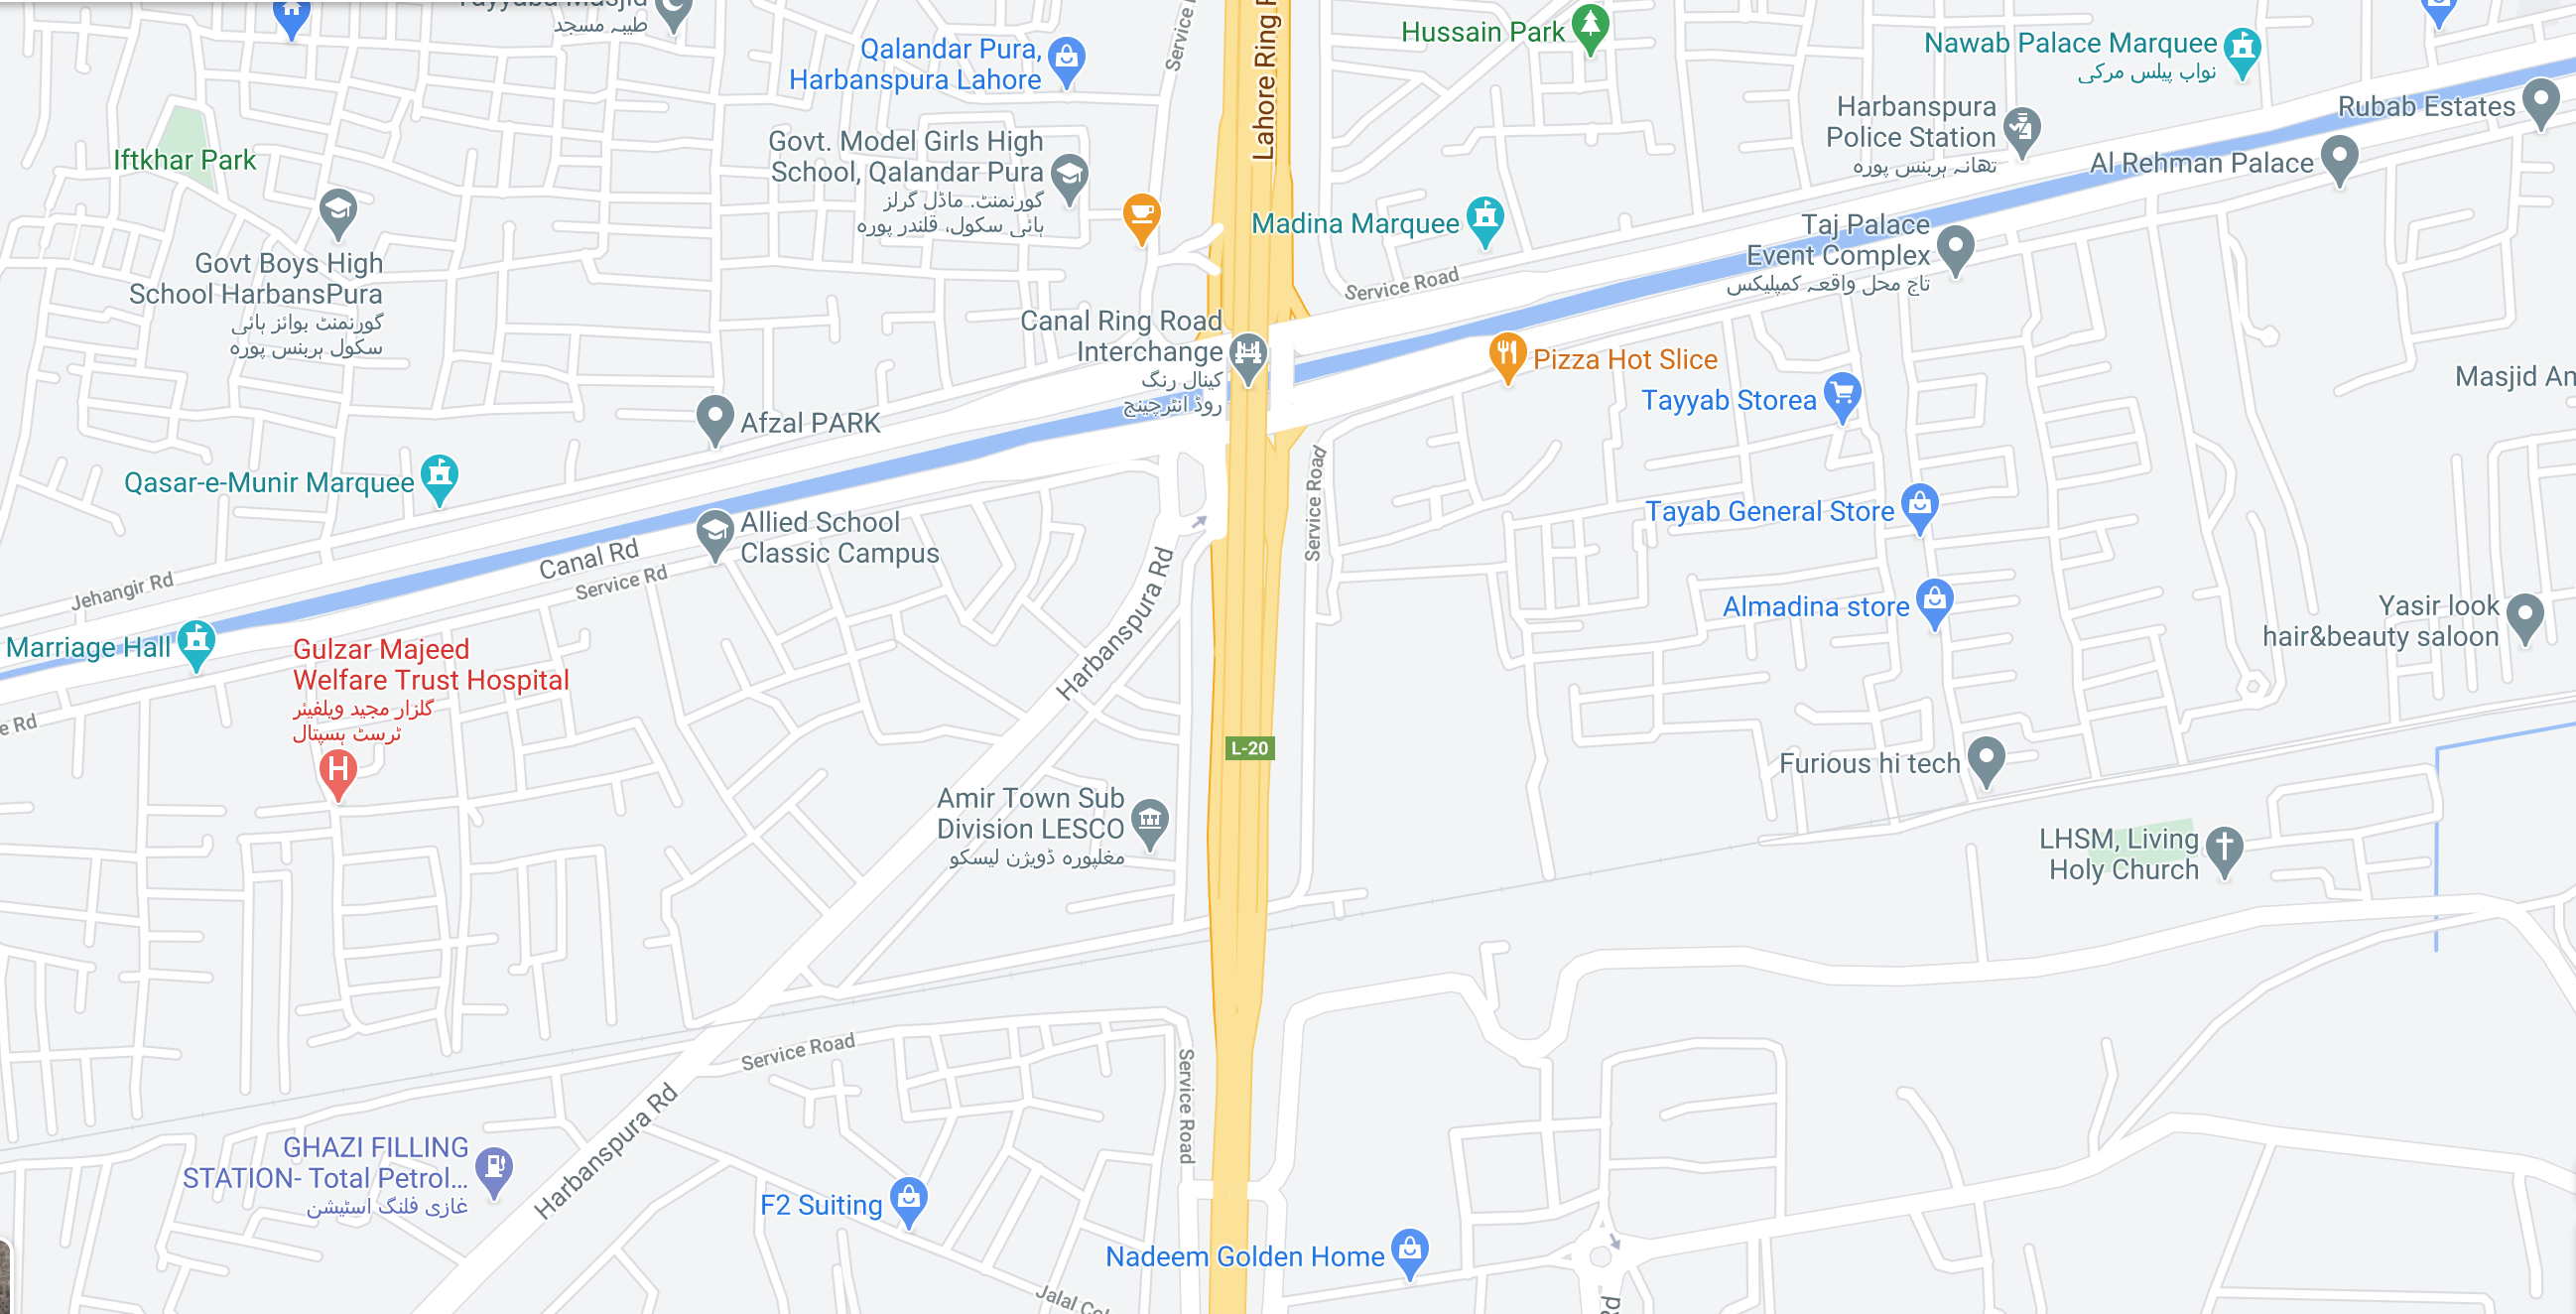 طیبہ مسجد
Qalandar Pura,
Harbanspura Lahore
Service
Lahore Ring
Hussain Park
Nawab Palace Marquee
نواب پیلس مرکی
Rubab Estates
Harbanspura
Police Station
تھانہ ہربنس پورہ
Al Rehman Palace
Iftkhar Park
Govt. Model Girls High
School, Qalandar Pura
گورنمنٹ. ماڈل گرلز
ہائی سکول، قلندر پورہ
Madina Marquee
Taj Palace
Event Complex
تاج محل واقعہ کمپلیکس
Service Road
Govt Boys High
School HarbansPura
گورنمنٹ بوائز ہائی
سکول ہربنس پورہ
Canal Ring Road
Interchange
کینال رنگ
روڈ انٹرچینج
Pizza Hot Slice
Tayyab Storea
Masjid
Afzal PARK
Qasar-e-Munir Marquee
Service Road
Tayab General Store
Allied School
Classic Campus
Canal Rd
Service Rd
Jehangir Rd
Harbanspura Rd
Almadina store
Yasir look
hair&beauty saloon
Marriage Hall
Gulzar Majeed
Welfare Trust Hospital
گلزار مجید ویلفیئر
ٹرسٹ ہسپتال
H
e Rd
L-20
Furious hi tech
Amir Town Sub
Division LESCO
مغلپورہ ڈویژن لیسکو
LHSM, Living
Holy Church
Service Road
Service Road
Harbanspura Rd
GHAZI FILLING
STATION- Total Petrol...
غازی فلنگ اسٹیشن
F2 Suiting
Nadeem Golden Home
Jalal